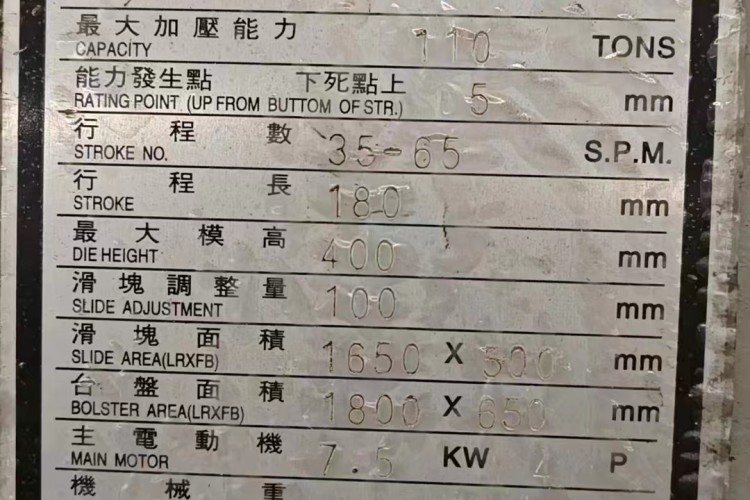 最大加壓能力
CAPACITY 110 TONS
能力發生點 下死點上
RATING POINT (UP FROM BUTTOM OF STR.) 5 mm
行程數
STROKE NO. 35-65 S.P.M.
行程長
STROKE 180 mm
最大模高
DIE HEIGHT 400 mm
滑塊調整量
SLIDE ADJUSTMENT 100 mm
滑塊面積
SLIDE AREA(LRXFB) 1650 X 500 mm
台盤面積
BOLSTER AREA(LRXFB) 1800 X 650 mm
主電動機
MAIN MOTOR 7.5 KW 4 P
機械重